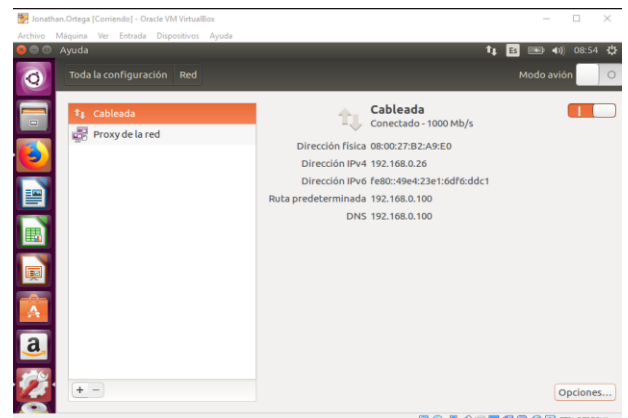 Jonathan.Ortega [Corriendo] - Oracle VM VirtualBox
Archivo Máquina Ver Entrada Dispositivos Ayuda
Ayuda Es 08:54
Toda la configuración Red Modo avión
Cableada
Proxy de la red
Cableada
Conectado - 1000 Mb/s
Dirección física 08:00:27:B2:A9:E0
Dirección IPv4 192.168.0.26
Dirección IPv6 fe80::49e4:23e1:6df6:ddc1
Ruta predeterminada 192.168.0.100
DNS 192.168.0.100
Opciones...